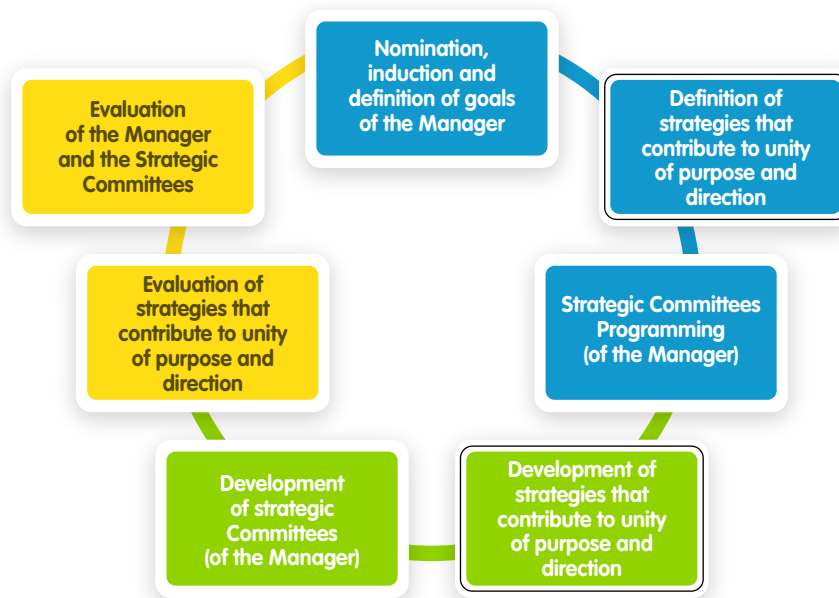 Nomination,
induction and
definition of goals
of the Manager
Definition of
strategies that
contribute to unity
of purpose and
direction
Strategic Committees
Programming
(of the Manager)
Development of
strategies that
contribute to unity
of purpose and
direction
Development
of strategic
Committees
(of the Manager)
Evaluation of
strategies that
contribute to unity
of purpose and
direction
Evaluation
of the Manager
and the Strategic
Committees